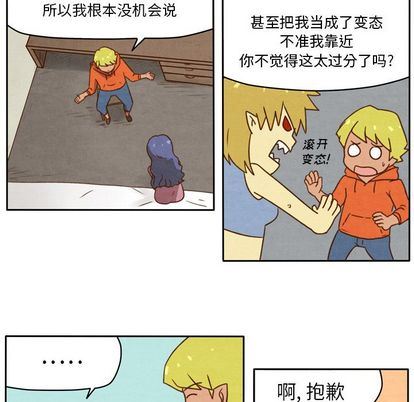 所以我根本没机会说
甚至把我当成了变态
不准我靠近
你不觉得这太过分了吗?
滚开
变态!
.....
啊, 抱歉